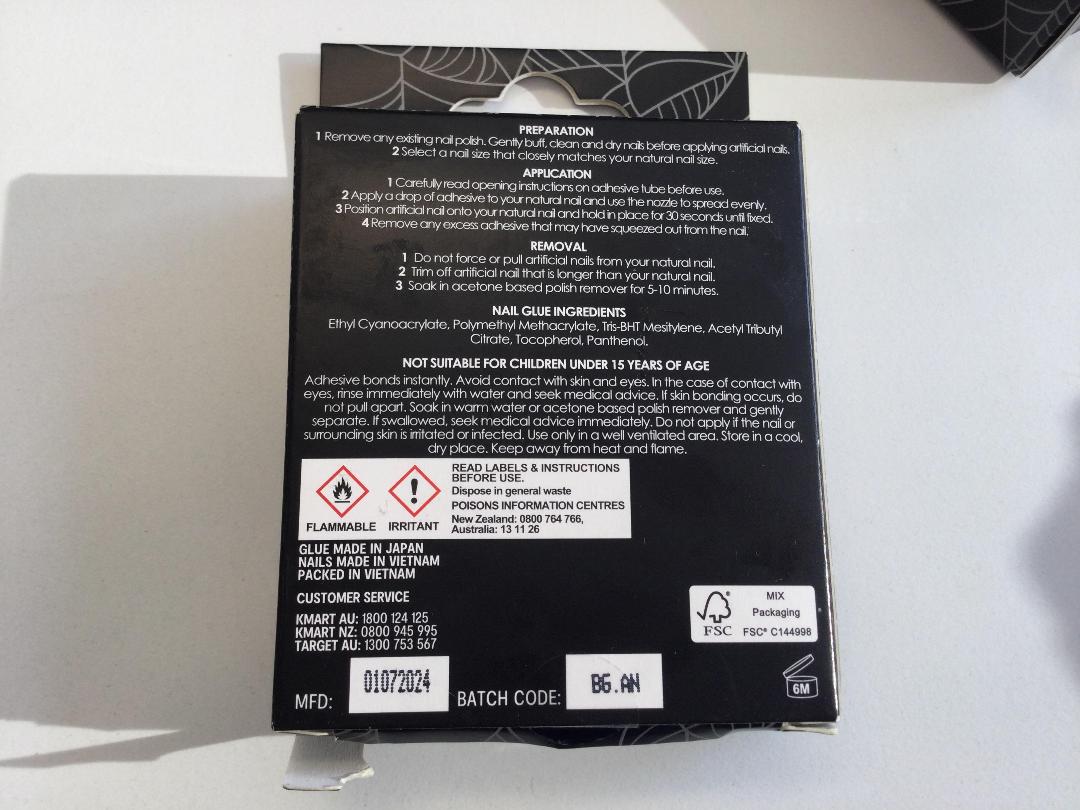 PREPARATION
1 Remove any existing nail polish. Gently buff, clean and dry nails before applying artificial nails.
2 Select a nail size that closely matches your natural nail size.
APPLICATION
1 Carefully read opening instructions on adhesive tube before use.
2 Apply a drop of adhesive to your natural nail and use the nozzle to spread evenly.
3 Position artificial nail onto your natural nail and hold in place for 30 seconds until fixed.
4 Remove any excess adhesive that may have squeezed out from the nail.
REMOVAL
1 Do not force or pull artificial nails from your natural nail.
2 Trim off artificial nail that is longer than your natural nail.
3 Soak in acetone based polish remover for 5-10 minutes.
NAIL GLUE INGREDIENTS
Ethyl Cyanoacrylate, Polymethyl Methacrylate, Tris-BHT Mesitylene, Acetyl Tributyl
Citrate, Tocopherol, Panthenol.
NOT SUITABLE FOR CHILDREN UNDER 15 YEARS OF AGE
Adhesive bonds instantly. Avoid contact with skin and eyes. In the case of contact with
eyes, rinse immediately with water and seek medical advice. If skin bonding occurs, do
not pull apart. Soak in warm water or acetone based polish remover and gently
separate. If swallowed, seek medical advice immediately. Do not apply if the nail or
surrounding skin is irritated or infected. Use only in a well ventilated area. Store in a cool,
dry place. Keep away from heat and flame.
READ LABELS & INSTRUCTIONS
BEFORE USE.
Dispose in general waste
POISONS INFORMATION CENTRES
New Zealand: 0800 764 766,
Australia: 13 11 26
FLAMMABLE IRRITANT
GLUE MADE IN JAPAN
NAILS MADE IN VIETNAM
PACKED IN VIETNAM
CUSTOMER SERVICE
KMART AU: 1800 124 125
KMART NZ: 0800 945 995
TARGET AU: 1300 753 567
FSC
MIX
Packaging
FSC® C144998
MFD: 01072024 BATCH CODE: BG.AN
6M